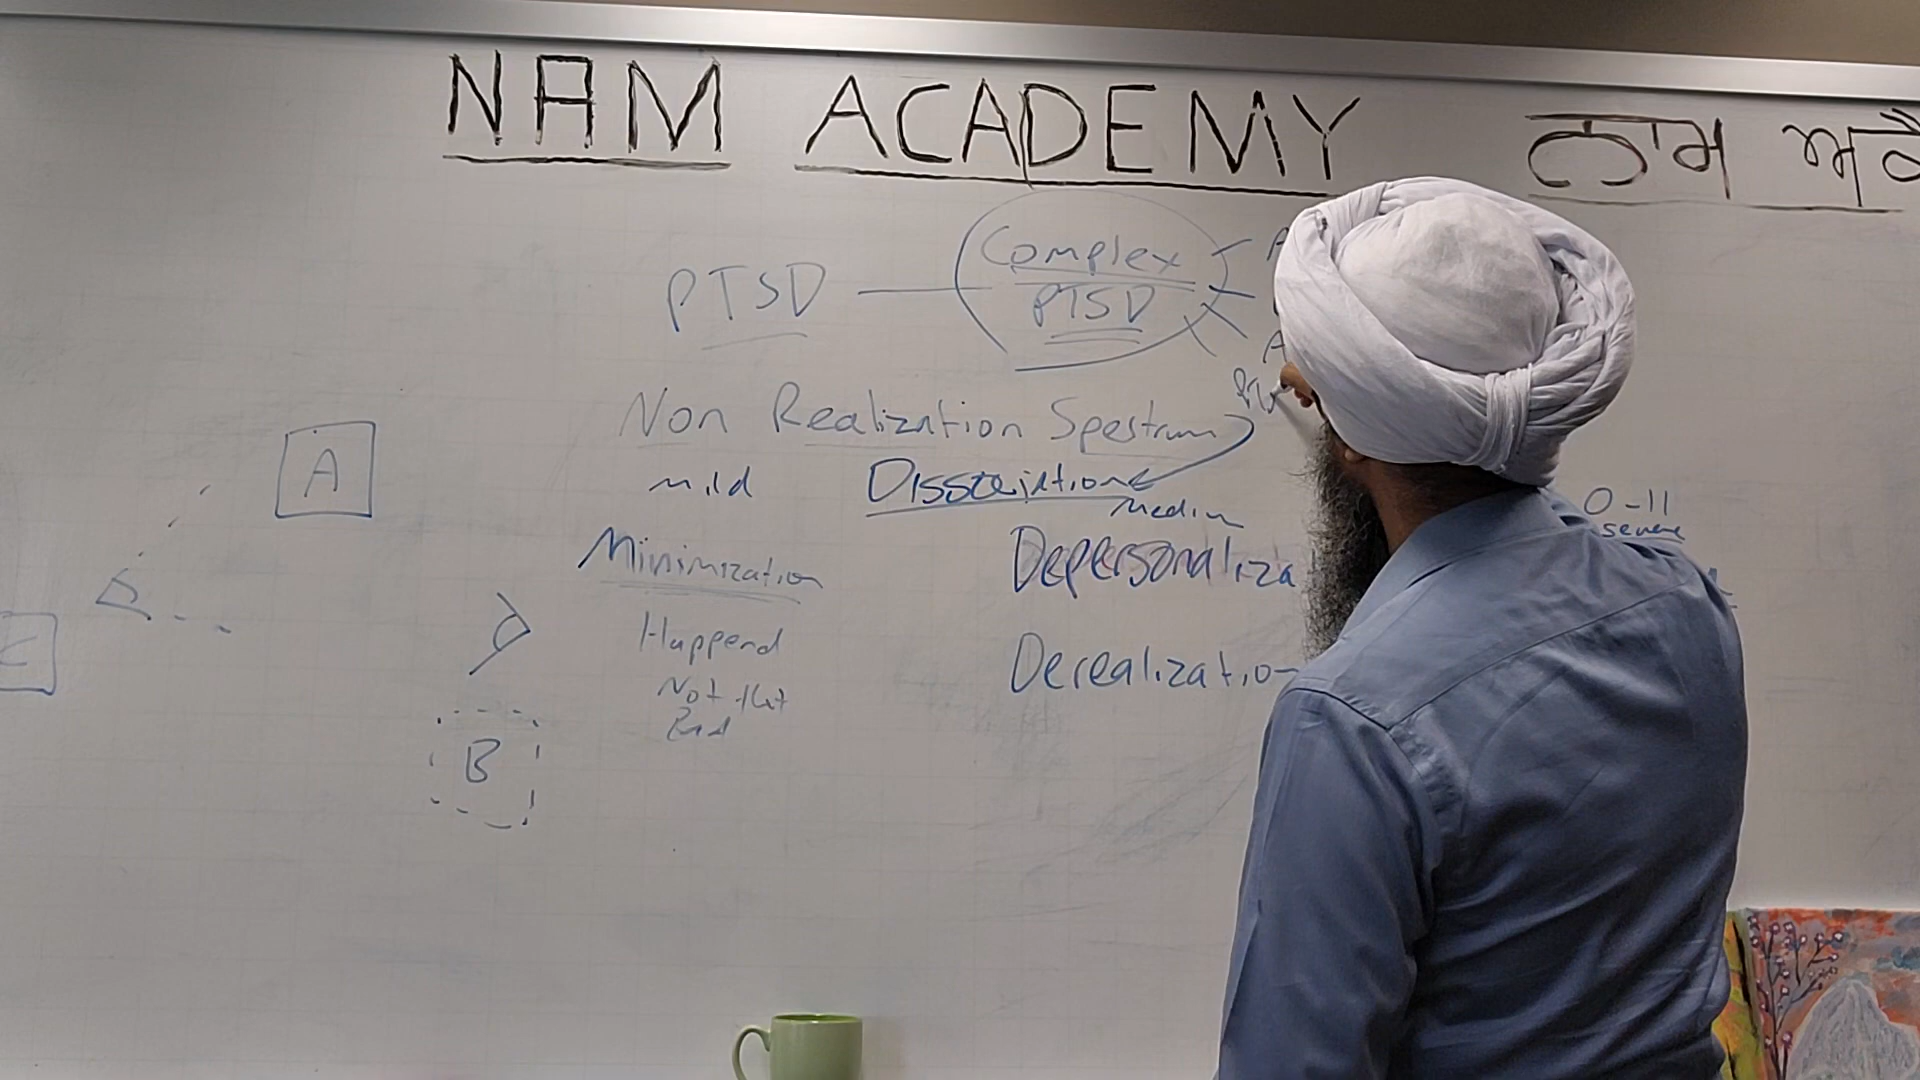 NAM ACADEMY ਨਾਮ ਅਕੈ
Complex
PTSD
PTSD
A
A
Non Realization Spestrum
mild
Dissociation
Medium
0-11
severe
Minimization
Depersonaliza
Happend
Not that
Bad
Derealization
A
B
C